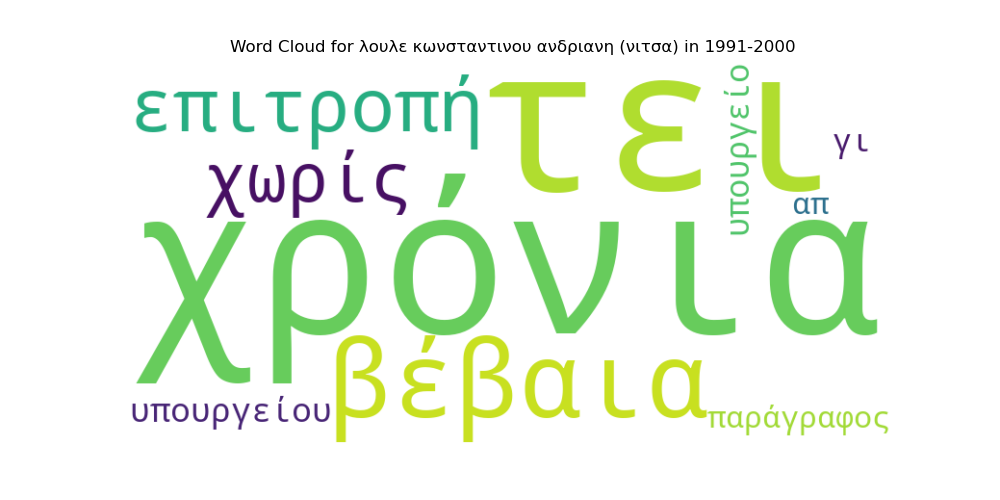 Word Cloud for λουλε κωνσταντινου ανδριανη (νιτσα) in 1991-2000
επιτροπή
τει
υπουργείο
γι
χωρίς
απ
χρόνια
βέβαια
υπουργείου
παράγραφος